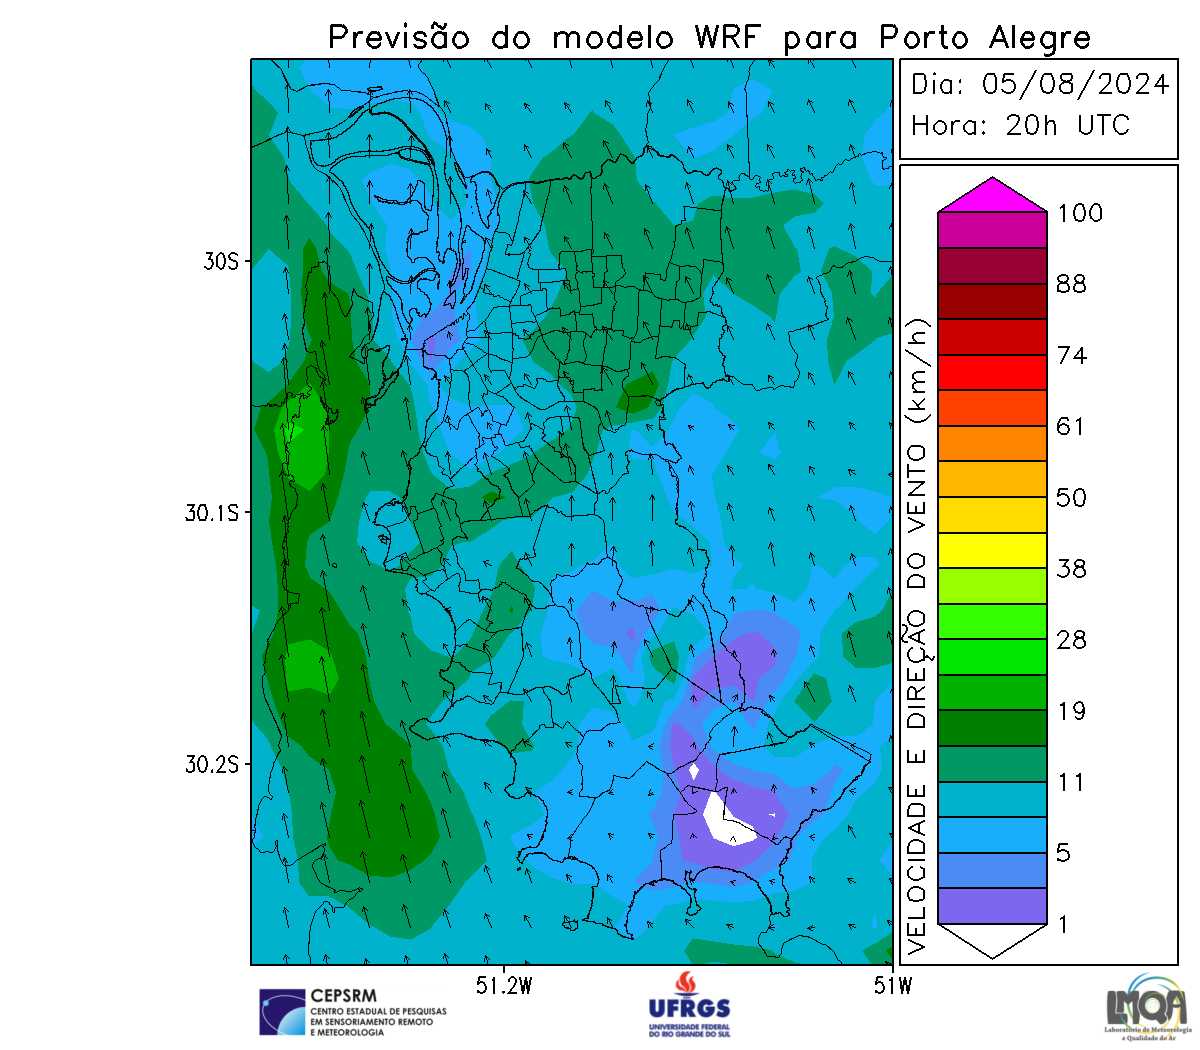 Previsão do modelo WRF para Porto Alegre
Dia: 05/08/2024
Hora: 20h UTC
100
88
74
61
50
38
28
19
11
5
1
VELOCIDADE E DIREÇÃO DO VENTO (km/h)
30S
30.1S
30.2S
51.2W
51W
CEPSRM
CENTRO ESTADUAL DE PESQUISAS
EM SENSORIAMENTO REMOTO
E METEOROLOGIA
UFRGS
UNIVERSIDADE FEDERAL
DO RIO GRANDE DO SUL
LMQA
Laboratório de Meteorologia
e Qualidade do Ar